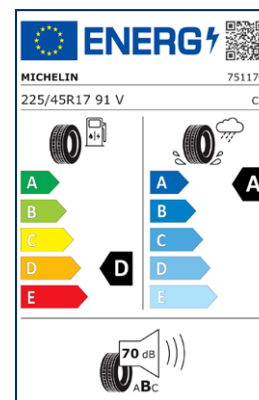 ENERG
MICHELIN 75117
225/45R17 91 V C
A A A
B B
C C
D D D
E E
70 dB
ABC